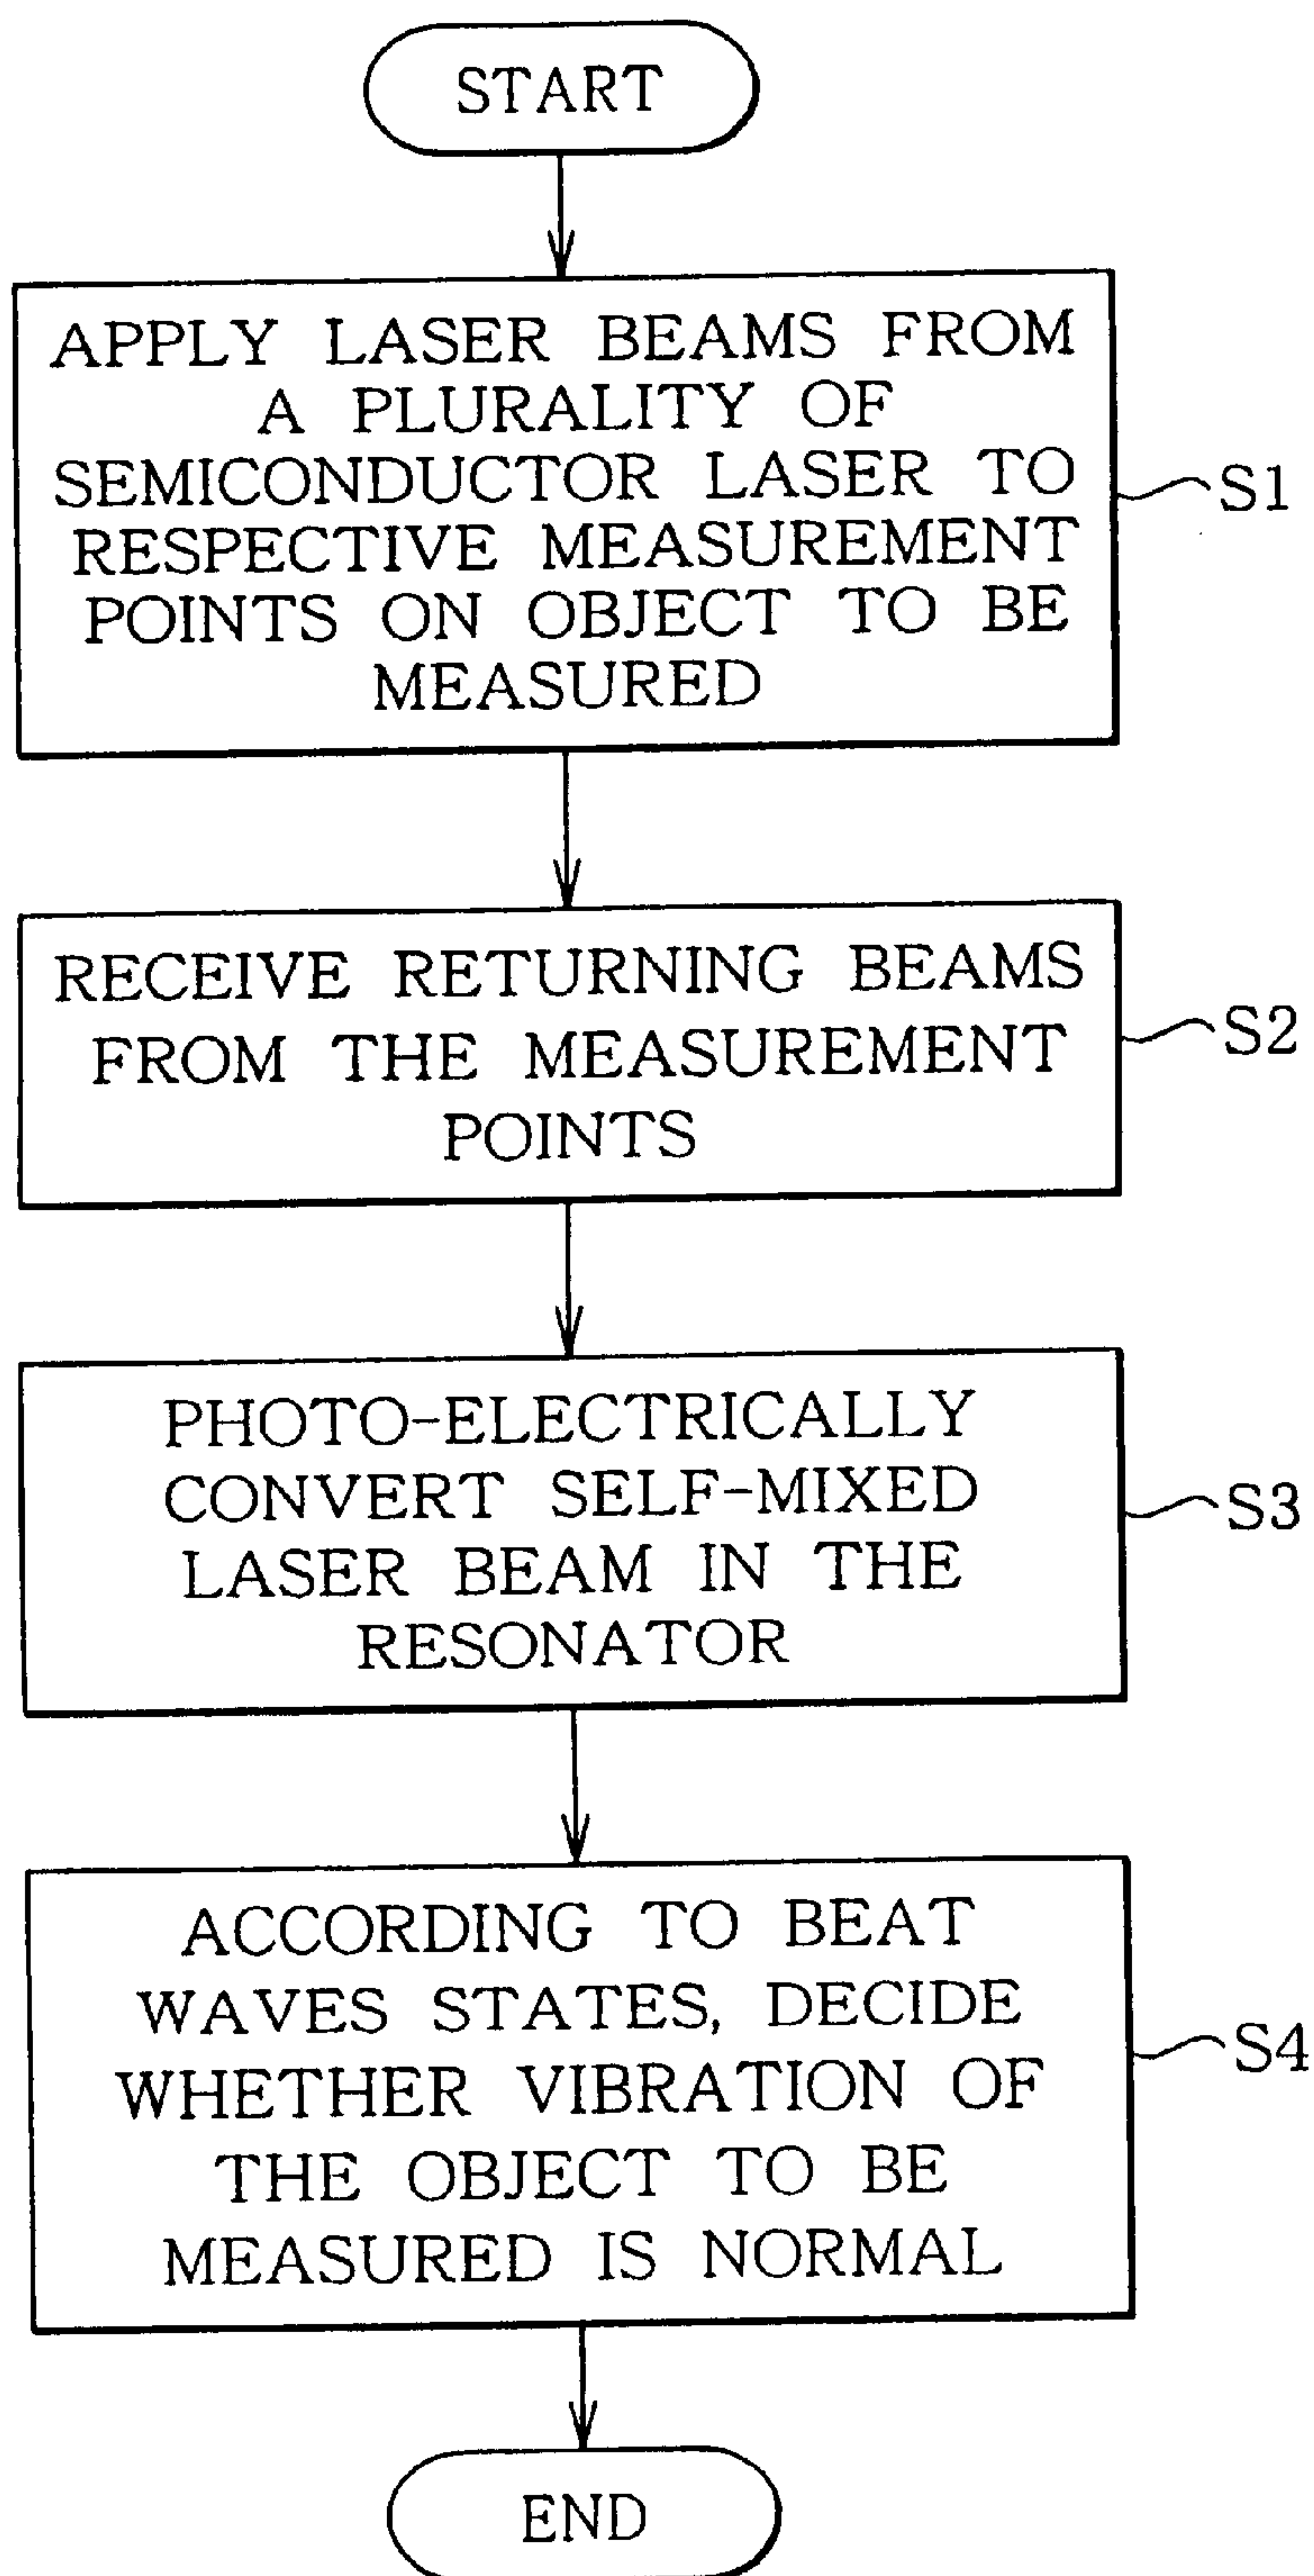 START
APPLY LASER BEAMS FROM
A PLURALITY OF
SEMICONDUCTOR LASER TO
RESPECTIVE MEASUREMENT
POINTS ON OBJECT TO BE
MEASURED
S1
RECEIVE RETURNING BEAMS
FROM THE MEASUREMENT
POINTS
S2
PHOTO-ELECTRICALLY
CONVERT SELF-MIXED
LASER BEAM IN THE
RESONATOR
S3
ACCORDING TO BEAT
WAVES STATES, DECIDE
WHETHER VIBRATION OF
THE OBJECT TO BE
MEASURED IS NORMAL
S4
END